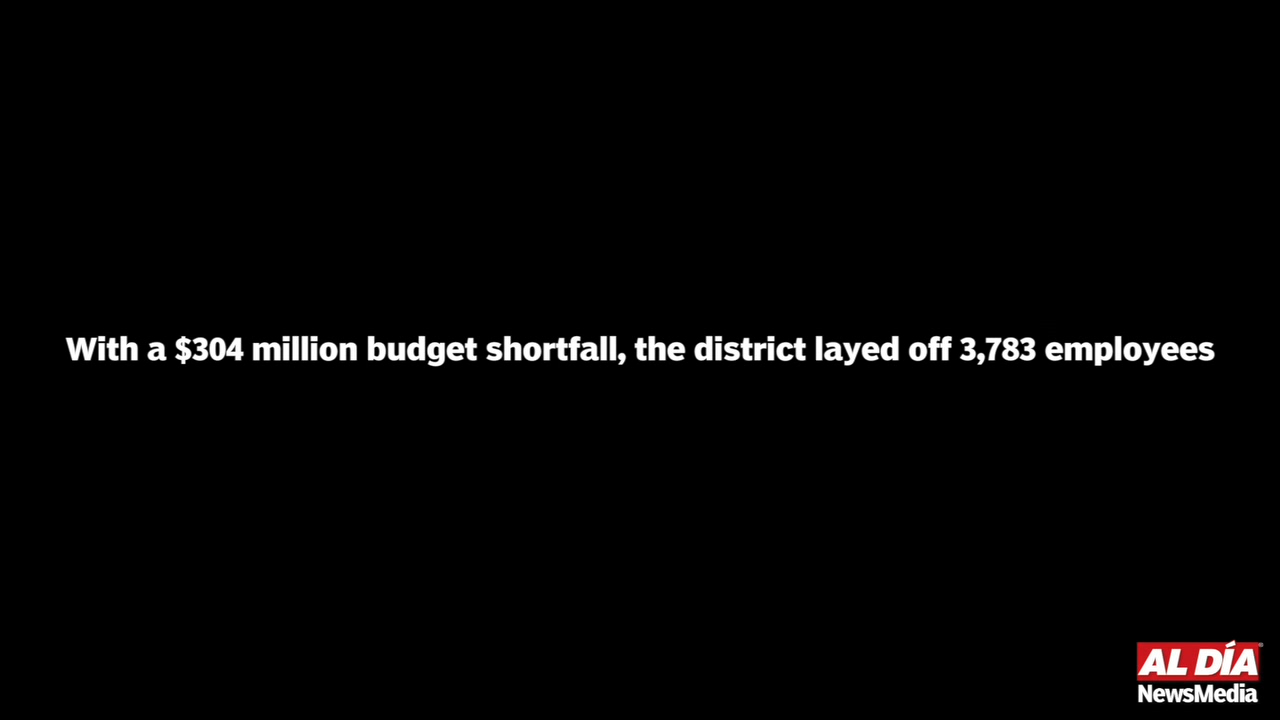 With a $304 million budget shortfall, the district layed off 3,783 employees
AL DÍA
NewsMedia